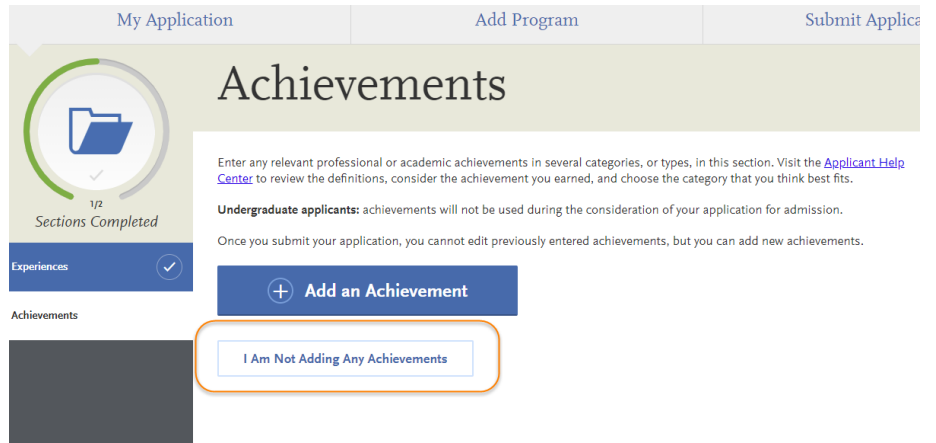 My Application
Add Program
Submit Applica
Achievements
1/2
Sections Completed
Experiences
Achievements
Enter any relevant professional or academic achievements in several categories, or types, in this section. Visit the Applicant Help
Center to review the definitions, consider the achievement you earned, and choose the category that you think best fits.
Undergraduate applicants: achievements will not be used during the consideration of your application for admission.
Once you submit your application, you cannot edit previously entered achievements, but you can add new achievements.
Add an Achievement
I Am Not Adding Any Achievements